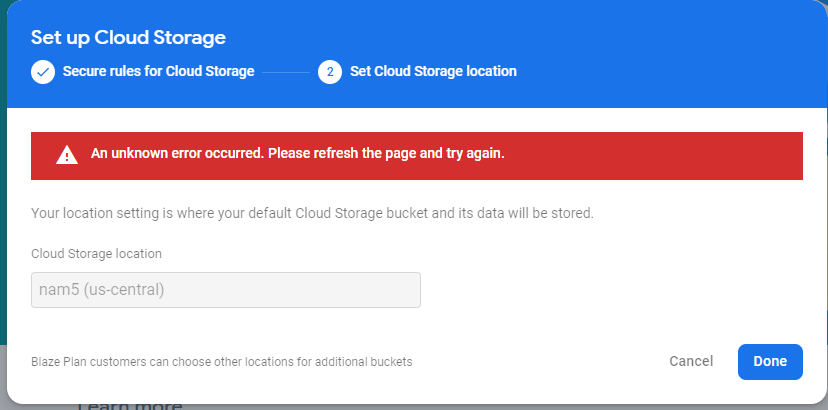 Set up Cloud Storage
Secure rules for Cloud Storage
2 Set Cloud Storage location
An unknown error occurred. Please refresh the page and try again.
Your location setting is where your default Cloud Storage bucket and its data will be stored.
Cloud Storage location
nam5 (us-central)
Blaze Plan customers can choose other locations for additional buckets
Cancel
Done
Learn more